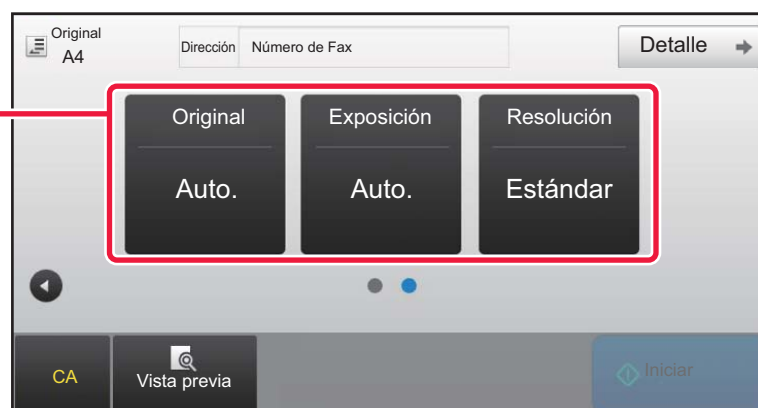 Original
A4
Dirección Número de Fax
Detalle
Original Exposición Resolución
Auto. Auto. Estándar
CA
Vista previa
Iniciar